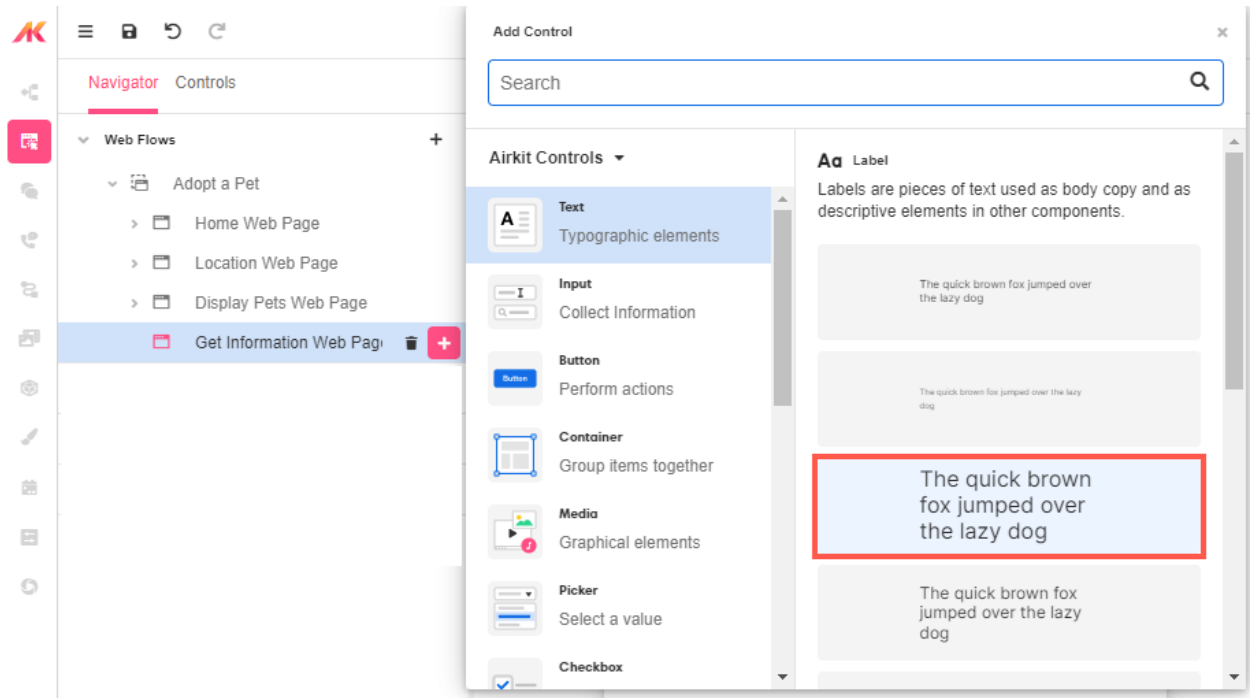 Add Control
Search
Navigator Controls
Web Flows
Adopt a Pet
Home Web Page
Location Web Page
Display Pets Web Page
Get Information Web Pag
Airkit Controls
Text
Typographic elements
Input
Collect Information
Button
Button
Perform actions
Container
Group items together
Media
Graphical elements
Picker
Select a value
Checkbox
Aa Label
Labels are pieces of text used as body copy and as
descriptive elements in other components.
The quick brown fox jumped over
the lazy dog
The quick brown fox jumped over the lazy
dog
The quick brown
fox jumped over
the lazy dog
The quick brown fox
jumped over the lazy
dog